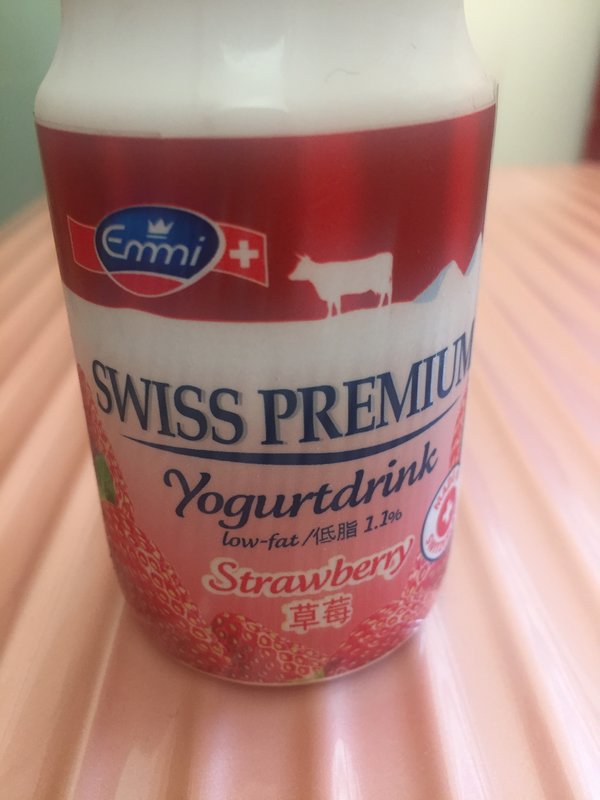 Emmi
SWISS PREMIUM
Yogurtdrink
low-fat/低脂 1.1%
Strawberry
草莓